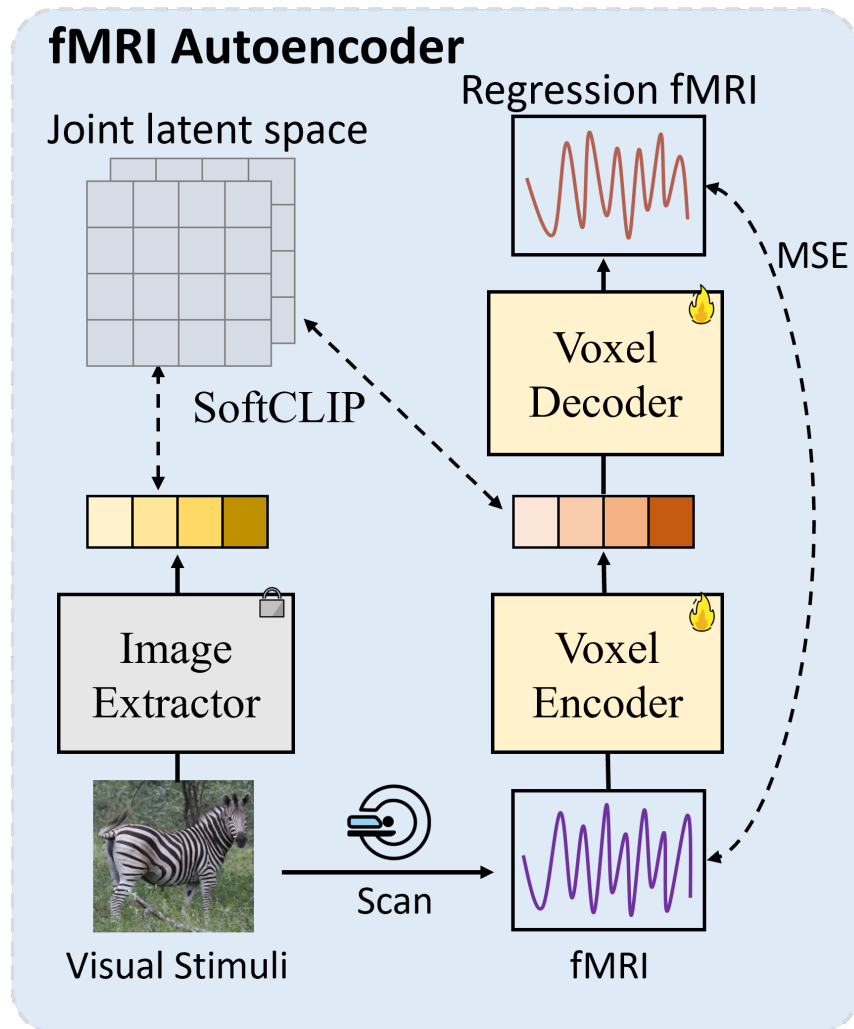 fMRI Autoencoder
Regression fMRI
Joint latent space
MSE
Voxel
Decoder
SoftCLIP
Image
Extractor
Voxel
Encoder
Scan
Visual Stimuli
fMRI